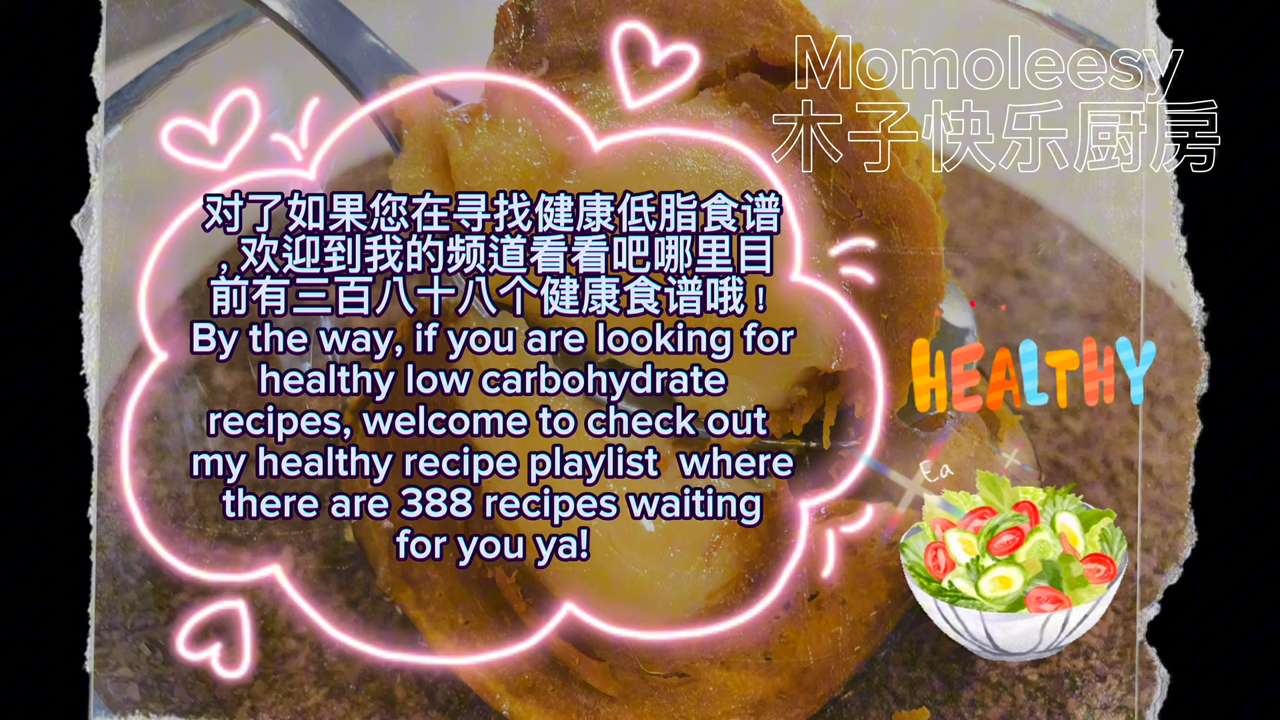 Momoleesy
木子快乐厨房
对了如果您在寻找健康低脂食谱
, 欢迎到我的频道看看吧哪里目
前有三百八十八个健康食谱哦 !
By the way, if you are looking for
healthy low carbohydrate
recipes, welcome to check out
my healthy recipe playlist where
there are 388 recipes waiting
for you ya!
HEALTHY
Ea